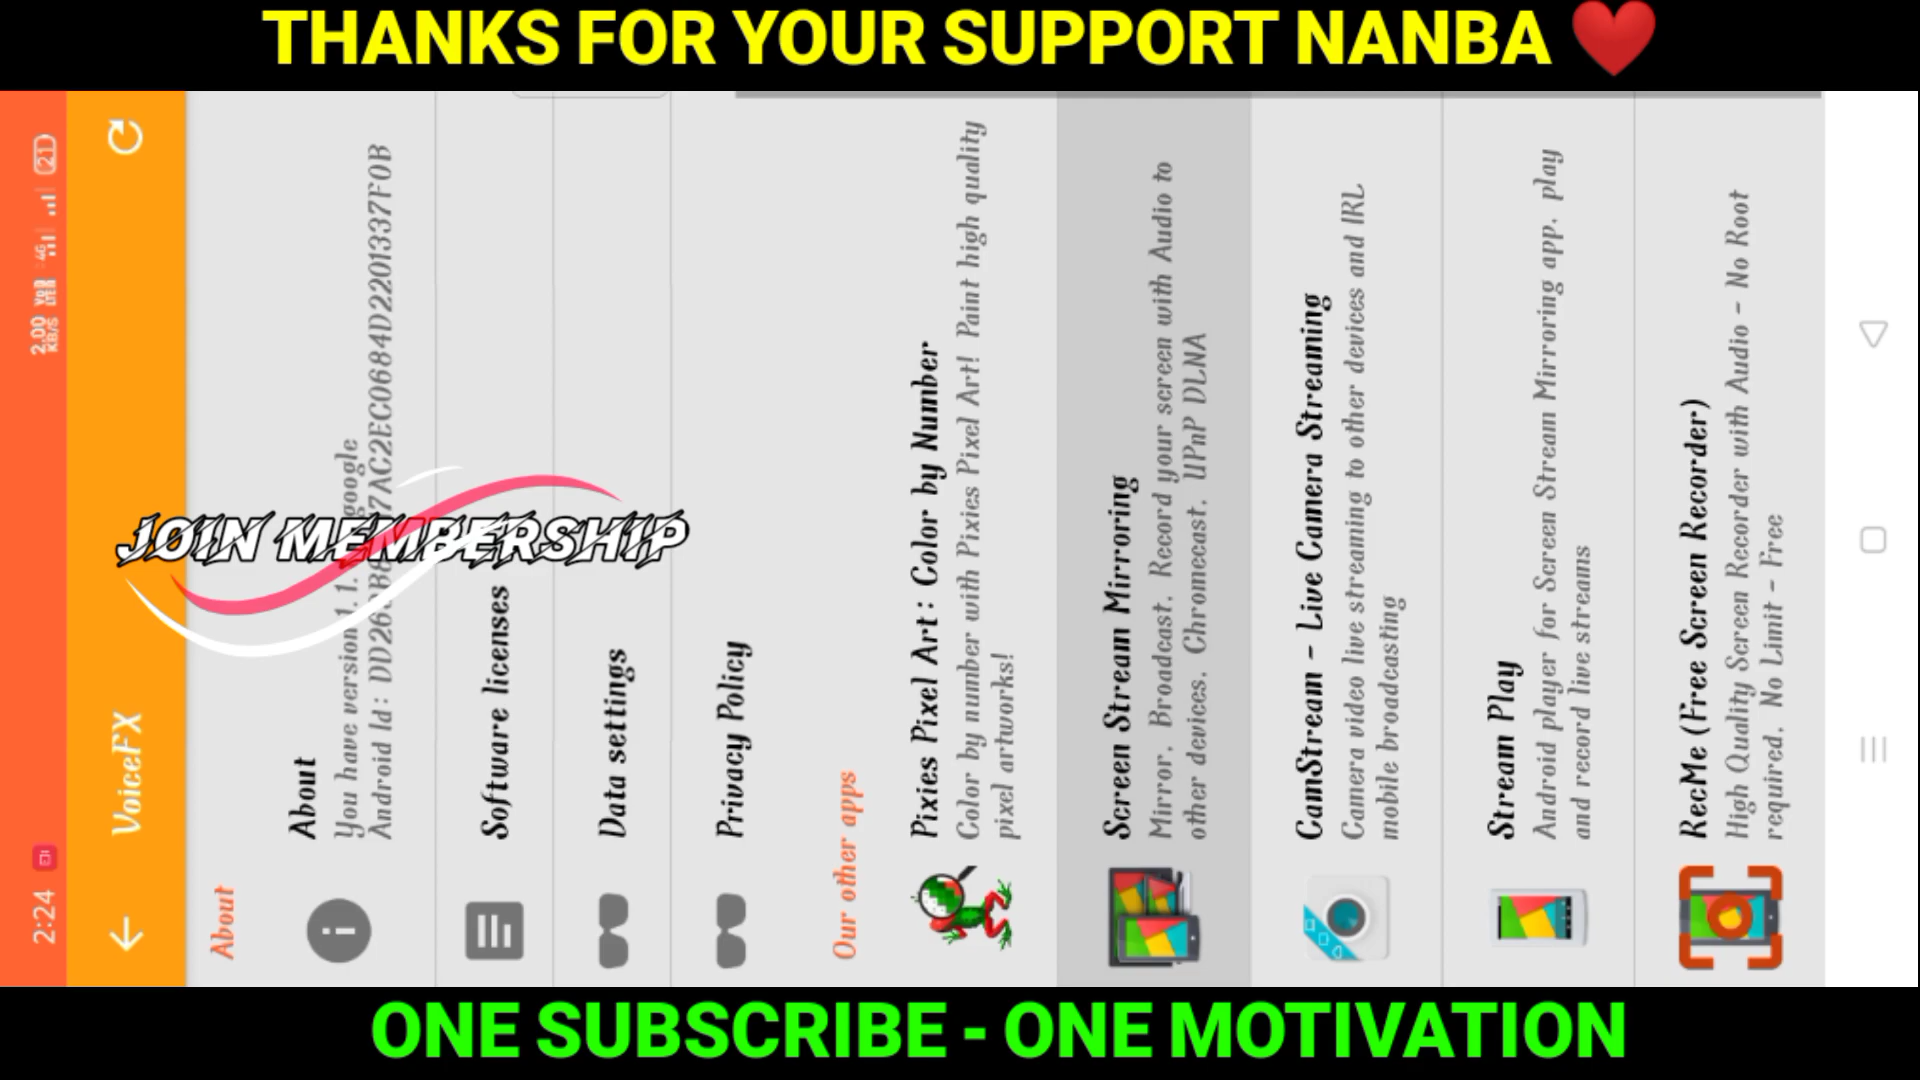 THANKS FOR YOUR SUPPORT NANBA
2:24
2.00 KB/S
4G
21
VoiceFX
About
About
You have version 1.1. google
Software licenses
Data settings
Privacy Policy
Our other apps
Pixies Pixel Art : Color by Number
Color by number with Pixies Pixel Art! Paint high quality
pixel artworks!
Screen Stream Mirroring
Mirror, Broadcast, Record your screen with Audio to
other devices, Chromecast, UPnP DLNA
CamStream - Live Camera Streaming
Camera video live streaming to other devices and IRL
mobile broadcasting
Stream Play
Android player for Screen Stream Mirroring app. play
and record live streams
RecMe (Free Screen Recorder)
High Quality Screen Recorder with Audio - No Root
required, No Limit - Free
JOIN MEMBERSHIP
ONE SUBSCRIBE - ONE MOTIVATION